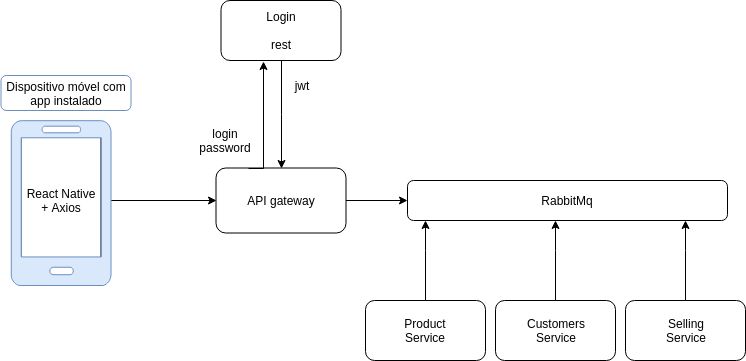 Login
rest
jwt
Dispositivo móvel com
app instalado
login
password
React Native
+ Axios
API gateway
RabbitMq
Product
Service
Customers
Service
Selling
Service